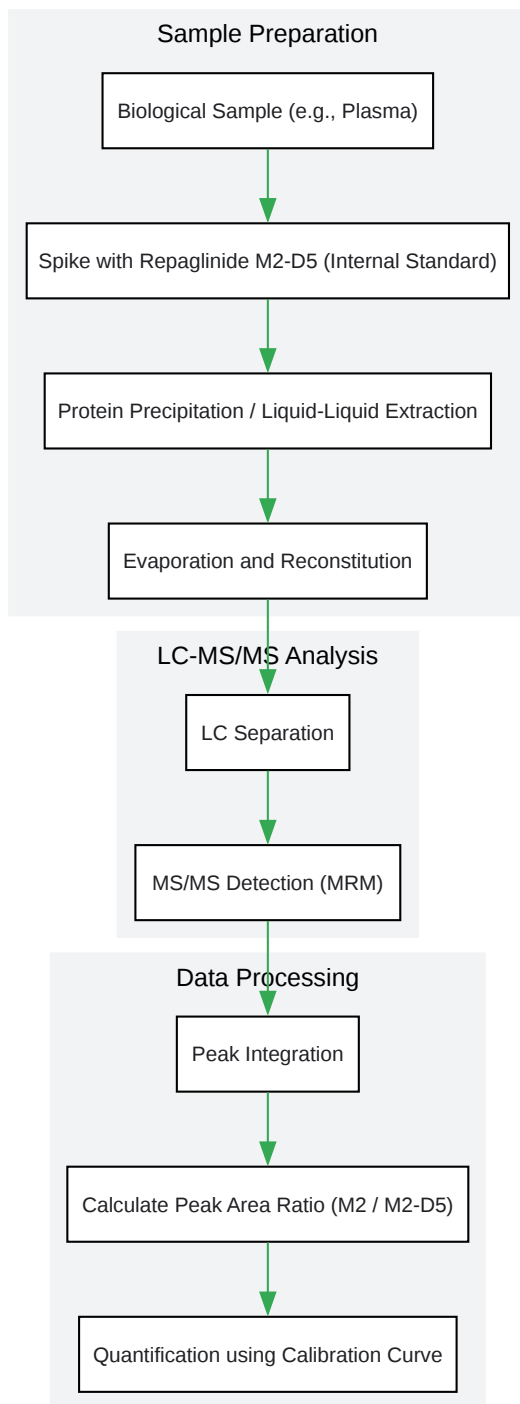 Sample Preparation
Biological Sample (e.g., Plasma)
Spike with Repaglinide M2-D5 (Internal Standard)
Protein Precipitation / Liquid-Liquid Extraction
Evaporation and Reconstitution
LC-MS/MS Analysis
LC Separation
MS/MS Detection (MRM)
Data Processing
Peak Integration
Calculate Peak Area Ratio (M2 / M2-D5)
Quantification using Calibration Curve